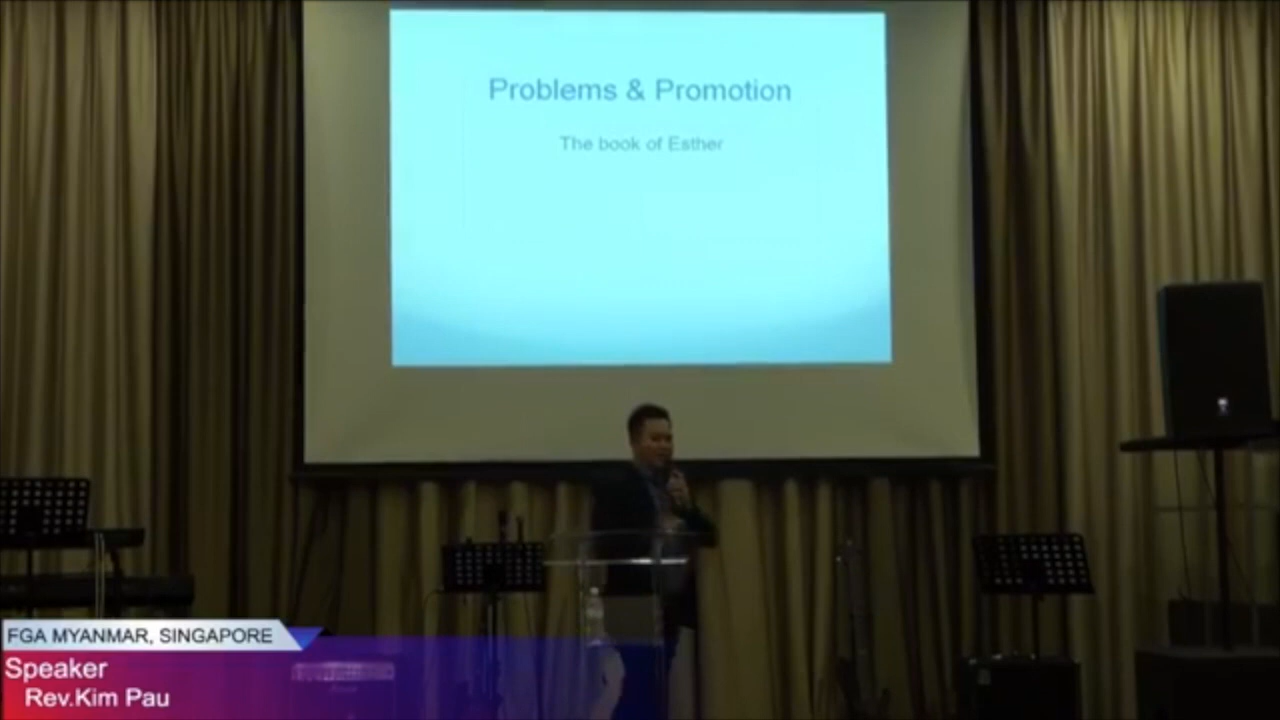 Problems & Promotion
The book of Esther
FGA MYANMAR, SINGAPORE
Speaker
Rev.Kim Pau